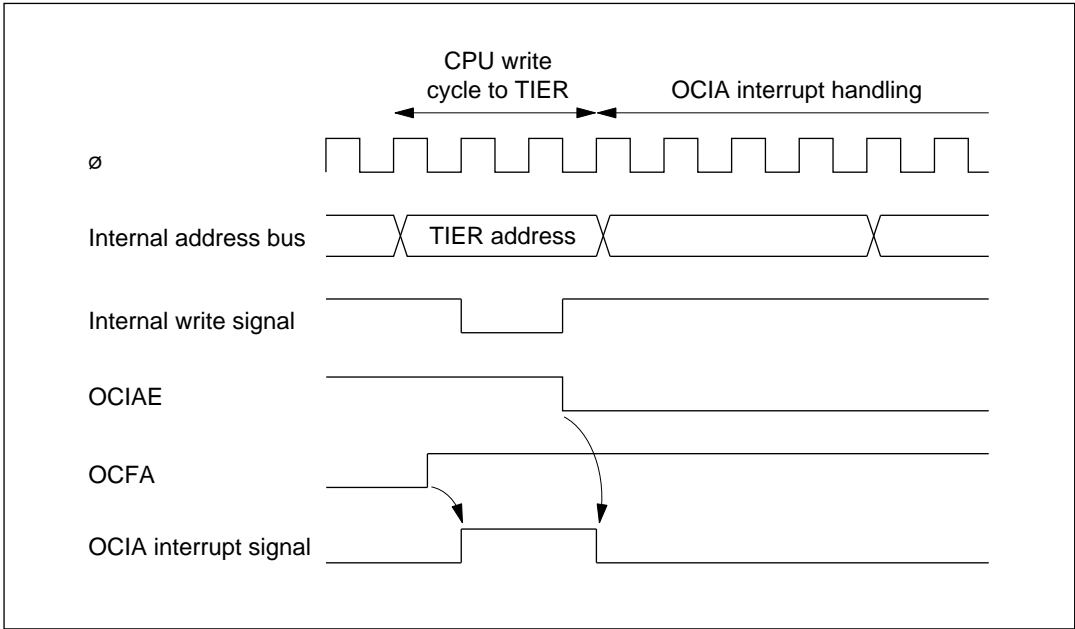 CPU write
cycle to TIER
OCIA interrupt handling
ø
Internal address bus
TIER address
Internal write signal
OCIAE
OCFA
OCIA interrupt signal